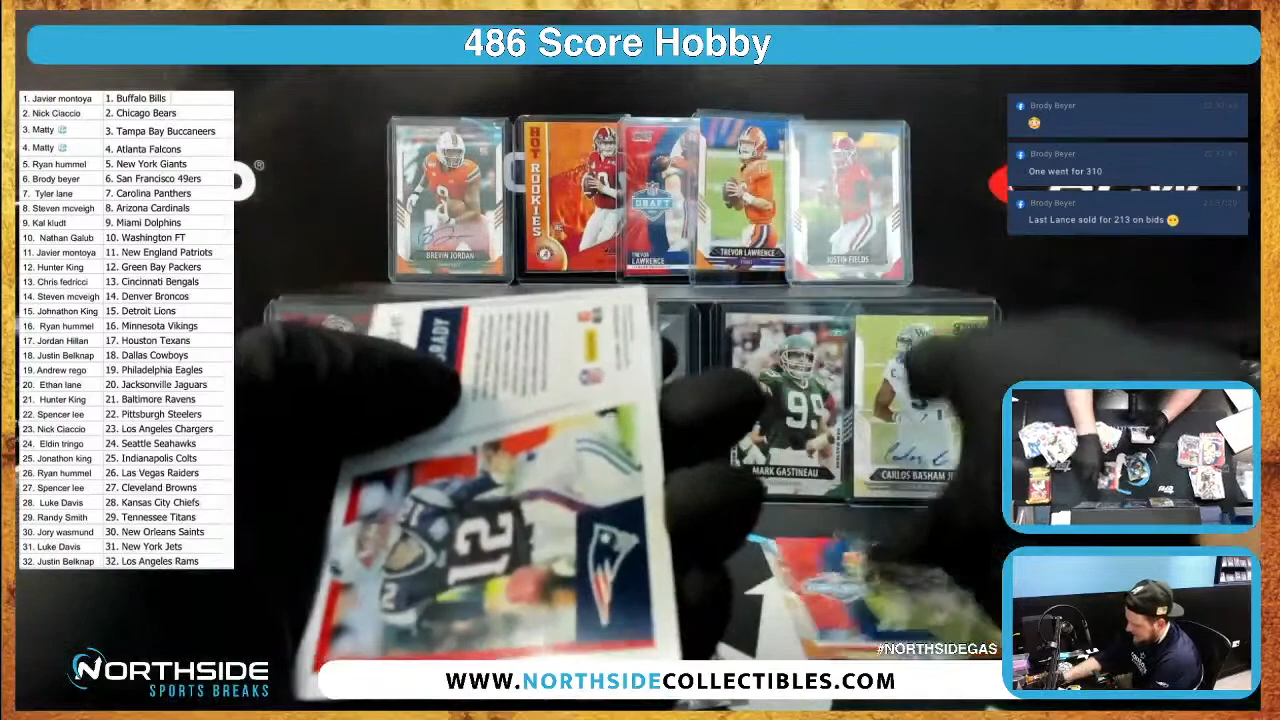 486 Score Hobby
1. Javier montoya 1. Buffalo Bills
2. Nick Ciaccio 2. Chicago Bears
3. Matty 3. Tampa Bay Buccaneers
4. Matty 4. Atlanta Falcons
5. Ryan hummel 5. New York Giants
6. Brody beyer 6. San Francisco 49ers
7. Tyler lane 7. Carolina Panthers
8. Steven mcveigh 8. Arizona Cardinals
9. Kal kludt 9. Miami Dolphins
10. Nathan Galub 10. Washington FT
11. Javier montoya 11. New England Patriots
12. Hunter King 12. Green Bay Packers
13. Chris fedricci 13. Cincinnati Bengals
14. Steven mcveigh 14. Denver Broncos
15. Johnathon King 15. Detroit Lions
16. Ryan hummel 16. Minnesota Vikings
17. Jordan Hillan 17. Houston Texans
18. Justin Belknap 18. Dallas Cowboys
19. Andrew rego 19. Philadelphia Eagles
20. Ethan lane 20. Jacksonville Jaguars
21. Hunter King 21. Baltimore Ravens
22. Spencer lee 22. Pittsburgh Steelers
23. Nick Ciaccio 23. Los Angeles Chargers
24. Eldin tringo 24. Seattle Seahawks
25. Jonathon king 25. Indianapolis Colts
26. Ryan hummel 26. Las Vegas Raiders
27. Spencer lee 27. Cleveland Browns
28. Luke Davis 28. Kansas City Chiefs
29. Randy Smith 29. Tennessee Titans
30. Jory wasmund 30. New Orleans Saints
31. Luke Davis 31. New York Jets
32. Justin Belknap 32. Los Angeles Rams
Brody Beyer
Brody Beyer
One went for 310
Brody Beyer
Last Lance sold for 213 on bids
BREVIN JORDAN
HOT ROOKIES
DRAFT
TREVOR LAWRENCE
TREVOR LAWRENCE
JUSTIN FIELDS
MARK GASTINEAU
CARLOS BASHAM J
RADY
12
#NORTHSIDEGAS
NORTHSIDE
SPORTS BREAKS
WWW.NORTHSIDECOLLECTIBLES.COM